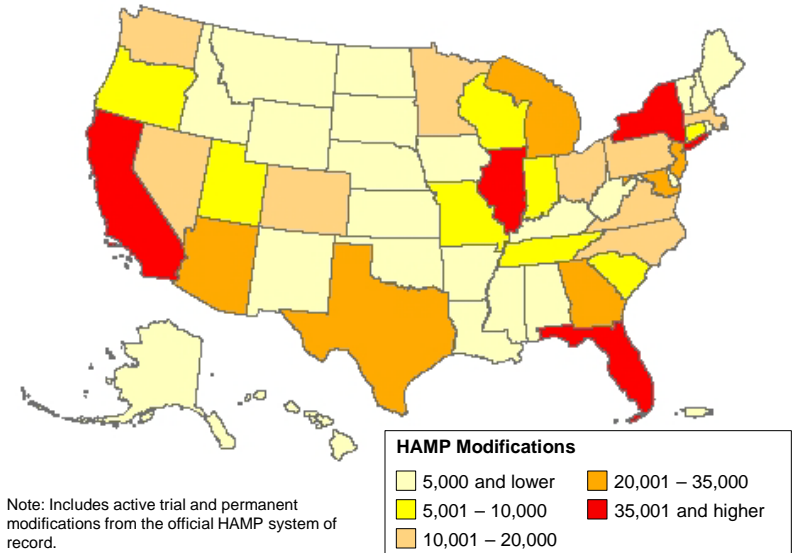 HAMP Modifications
5,000 and lower
5,001 – 10,000
10,001 – 20,000
20,001 – 35,000
35,001 and higher
Note: Includes active trial and permanent
modifications from the official HAMP system of
record.